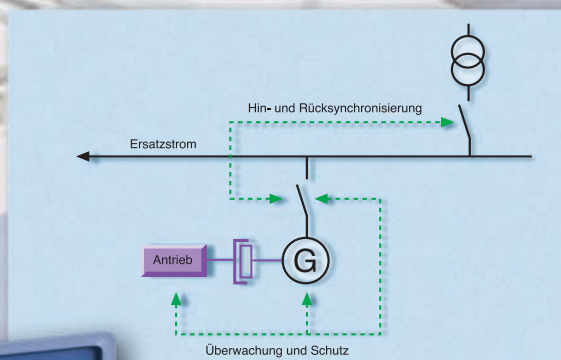 Hin- und Rücksynchronisierung
Ersatzstrom
Antrieb
G
Überwachung und Schutz